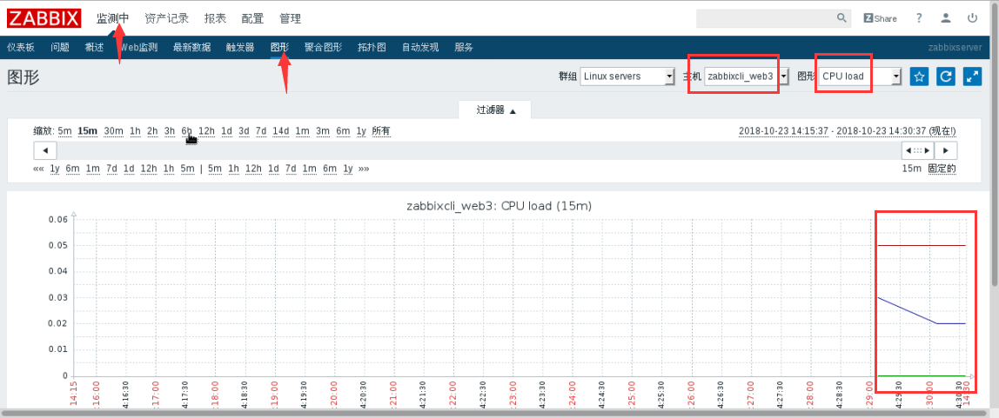 ZABBIX 监测中 资产记录 报表 配置 管理 Z Share ?
仪表板 问题 概述 Web监测 最新数据 触发器 图形 聚合图形 拓扑图 自动发现 服务 zabbixserver
图形 群组 Linux servers 主机 zabbixcli_web3 图形 CPU load
过滤器 ▲
缩放: 5m 15m 30m 1h 2h 3h 6h 12h 1d 3d 7d 14d 1m 3m 6m 1y 所有 2018-10-23 14:15:37 - 2018-10-23 14:30:37 (现在!)
«« 1y 6m 1m 7d 1d 12h 1h 5m | 5m 1h 12h 1d 7d 1m 6m 1y »» 15m 固定的
zabbixcli_web3: CPU load (15m)
0.06
0.05
0.04
0.03
0.02
0.01
0
14:15 :16:00 4:16:30 :17:00 4:17:30 :18:00 4:18:30 :19:00 4:19:30 :20:00 4:20:30 :21:00 4:21:30 :22:00 4:22:30 :23:00 4:23:30 :24:00 4:24:30 :25:00 4:25:30 :26:00 4:26:30 :27:00 4:27:30 :28:00 4:28:30 :29:00 4:29:30 :30:00 4:30:30 14:30